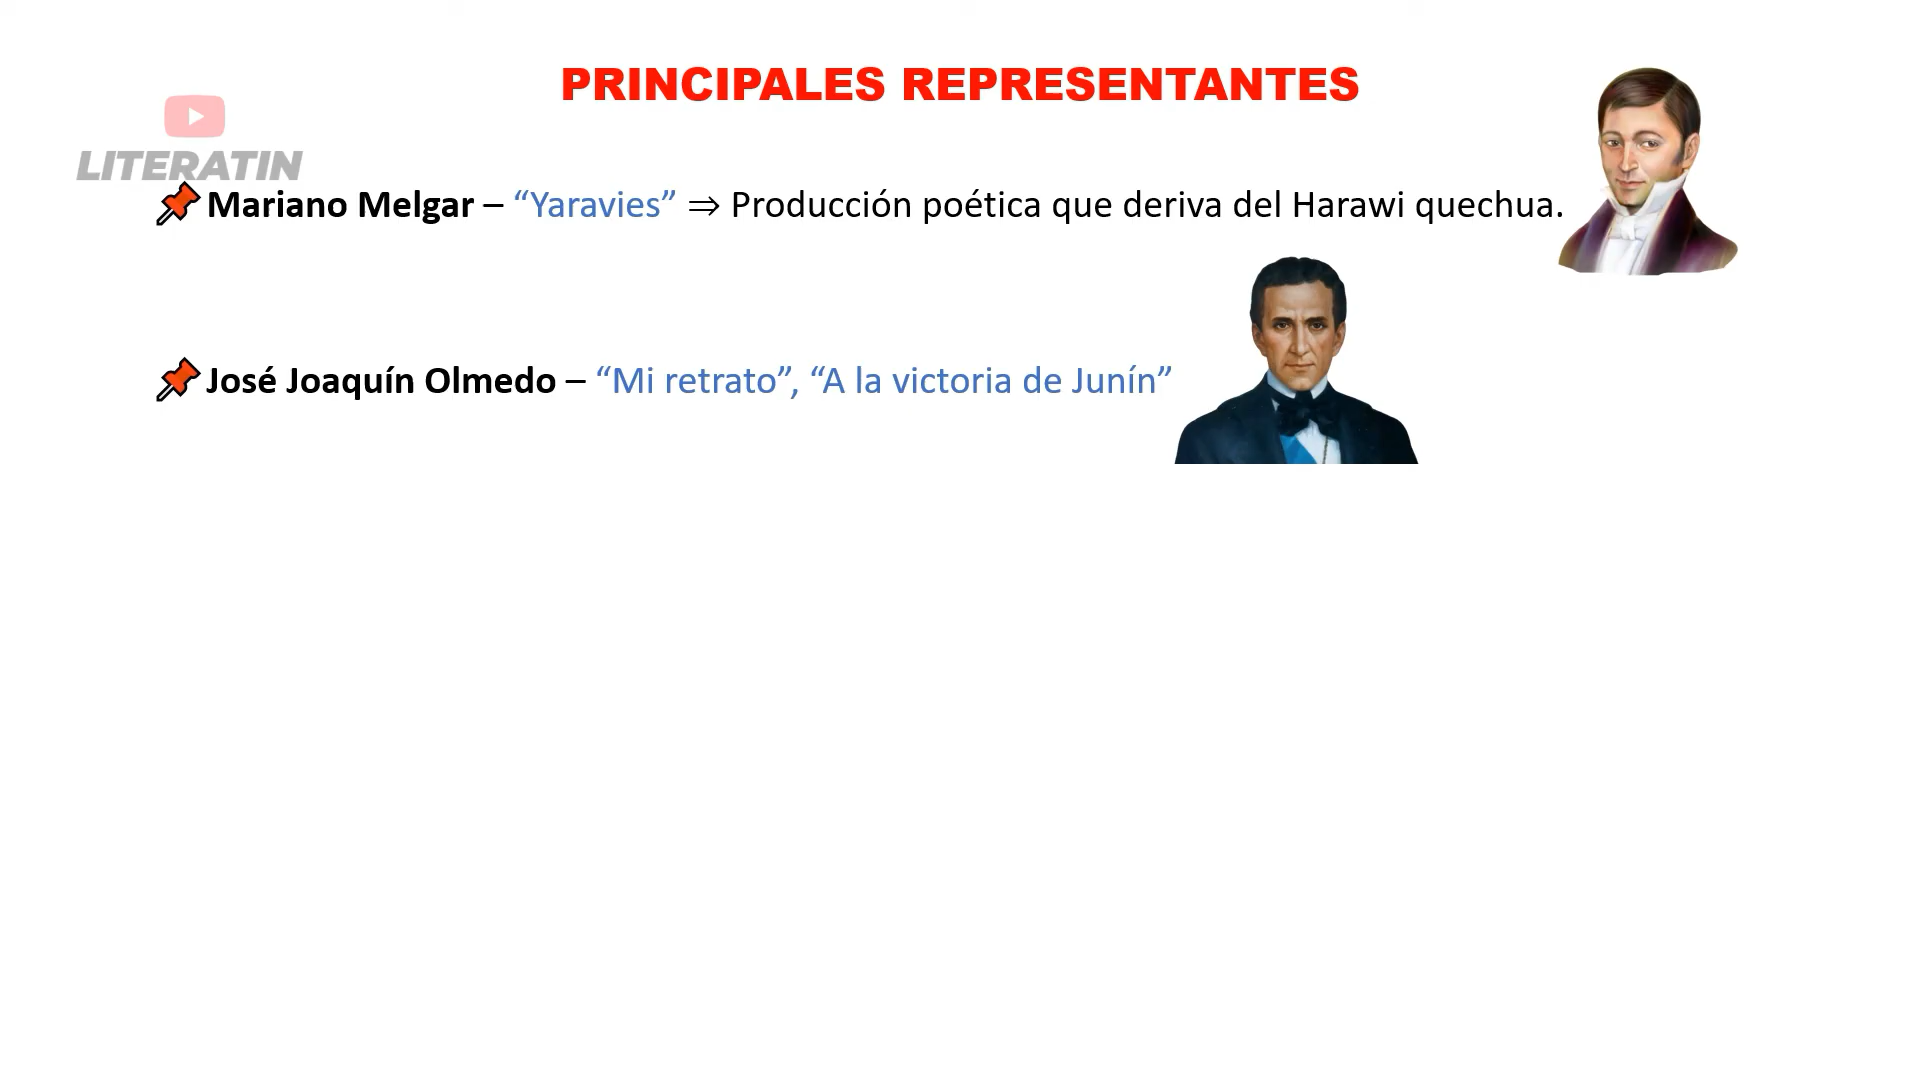 PRINCIPALES REPRESENTANTES
LITERATIN
Mariano Melgar – “Yaravies” ⇒ Producción poética que deriva del Harawi quechua.
José Joaquín Olmedo – “Mi retrato”, “A la victoria de Junín”